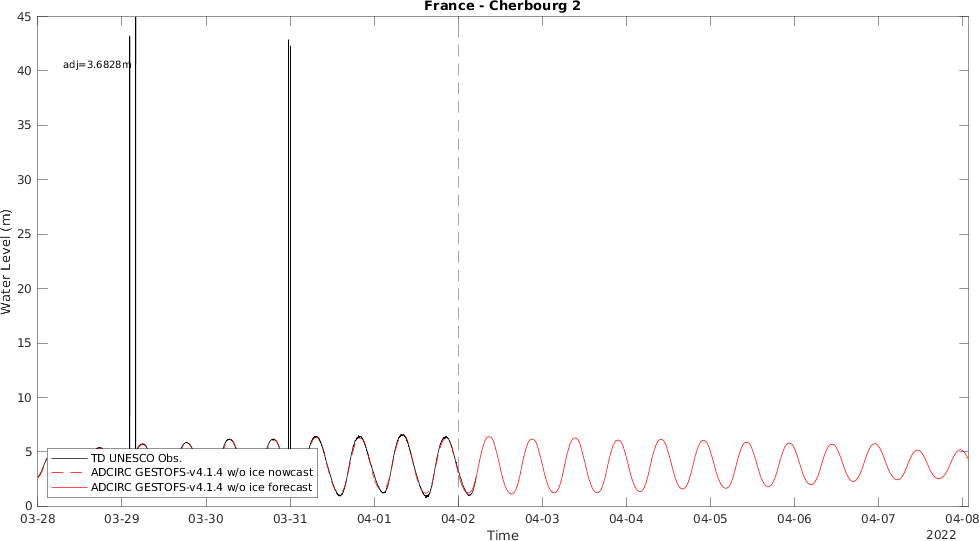 France - Cherbourg 2
45
40
35
30
25
20
15
10
5
0
Water Level (m)
adj=3.6828m
TD UNESCO Obs.
ADCIRC GESTOFS-v4.1.4 w/o ice nowcast
ADCIRC GESTOFS-v4.1.4 w/o ice forecast
03-28 03-29 03-30 03-31 04-01 04-02 04-03 04-04 04-05 04-06 04-07 04-08
Time
2022